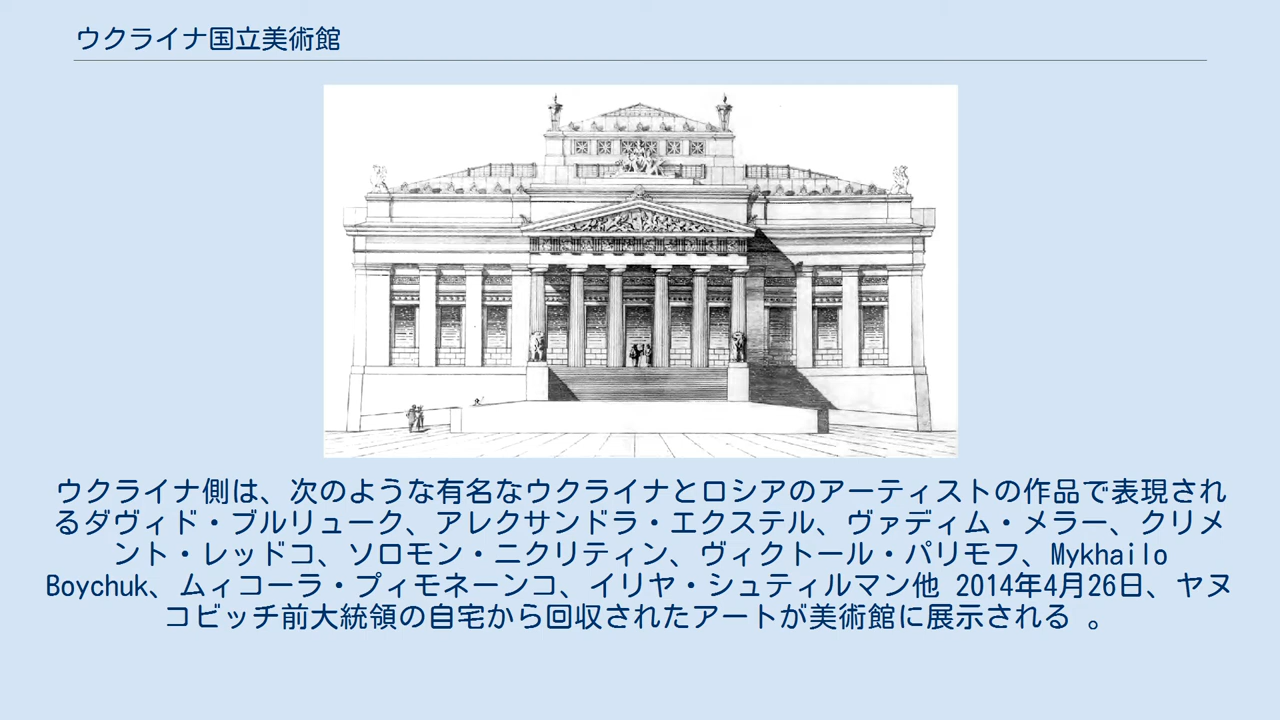 ウクライナ国立美術館
ウクライナ側は、次のような有名なウクライナとロシアのアーティストの作品で表現され
るダヴィド・ブルリューク、アレクサンドラ・エクステル、ヴァディム・メラー、クリメ
ント・レッドコ、ソロモン・ニクリティン、ヴィクトール・パリモフ、Mykhailo
Boychuk、ムィコーラ・プィモネーンコ、イリヤ・シュティルマン他 2014年4月26日、ヤヌ
コビッチ前大統領の自宅から回収されたアートが美術館に展示される 。